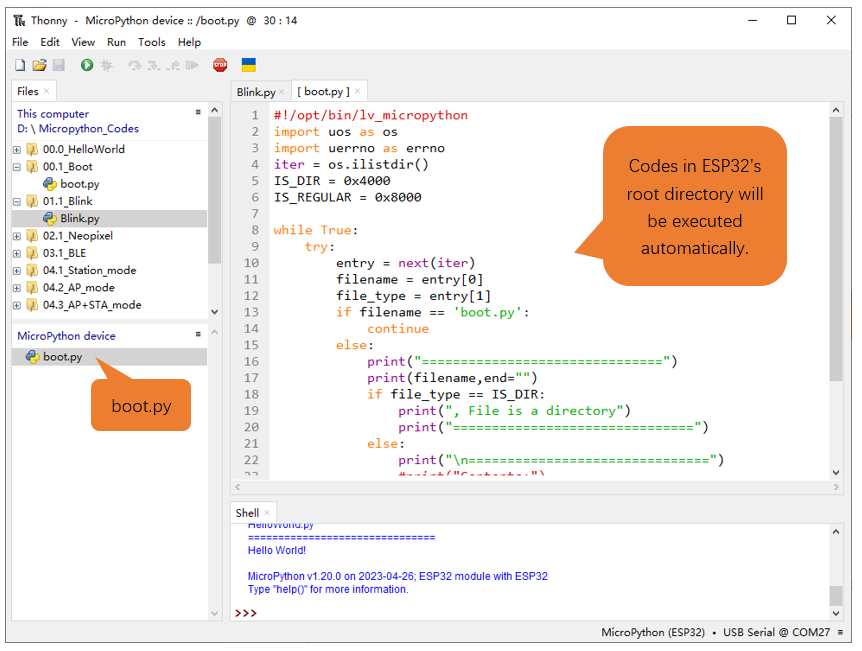 Thonny - MicroPython device :: /boot.py @ 30 : 14
File Edit View Run Tools Help
STOP
Files
This computer
D: \ Micropython_Codes
00.0_HelloWorld
00.1_Boot
boot.py
01.1_Blink
Blink.py
02.1_Neopixel
03.1_BLE
04.1_Station_mode
04.2_AP_mode
04.3_AP+STA_mode
MicroPython device
boot.py
boot.py
Blink.py [ boot.py ]
1 #!/opt/bin/lv_micropython
2 import uos as os
3 import uerrno as errno
4 iter = os.ilistdir()
5 IS_DIR = 0x4000
6 IS_REGULAR = 0x8000
7
8 while True:
9     try:
10         entry = next(iter)
11         filename = entry[0]
12         file_type = entry[1]
13         if filename == 'boot.py':
14             continue
15         else:
16             print("===============================")
17             print(filename,end="")
18             if file_type == IS_DIR:
19                 print(", File is a directory")
20                 print("===============================")
21             else:
22                 print("\n===============================")
23                 #print("Contents:")
Codes in ESP32's
root directory will
be executed
automatically.
Shell
HelloWorld.py
===============================
Hello World!
MicroPython v1.20.0 on 2023-04-26; ESP32 module with ESP32
Type "help()" for more information.
>>>
MicroPython (ESP32) • USB Serial @ COM27 ≡